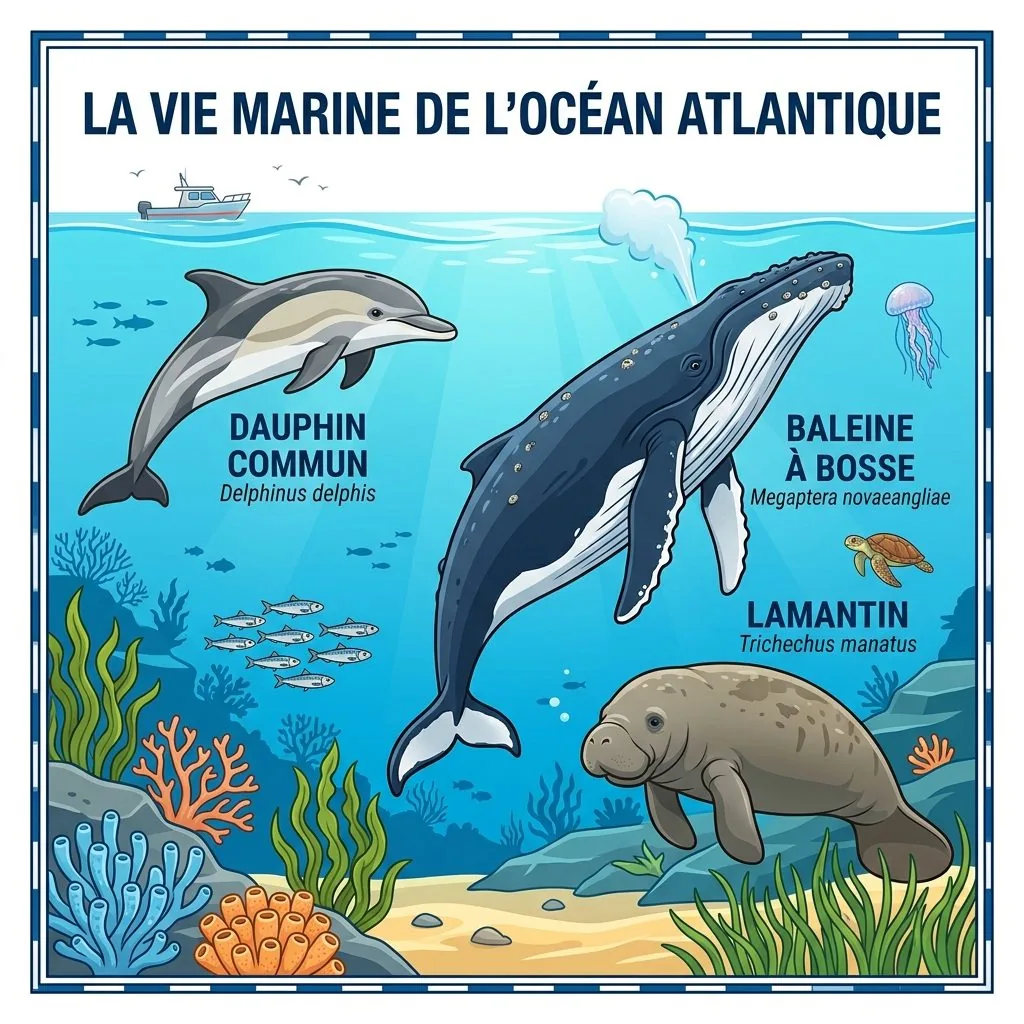 LA VIE MARINE DE L’OCÉAN ATLANTIQUE
DAUPHIN
COMMUN
Delphinus delphis
BALEINE
À BOSSE
Megaptera novaeangliae
LAMANTIN
Trichechus manatus